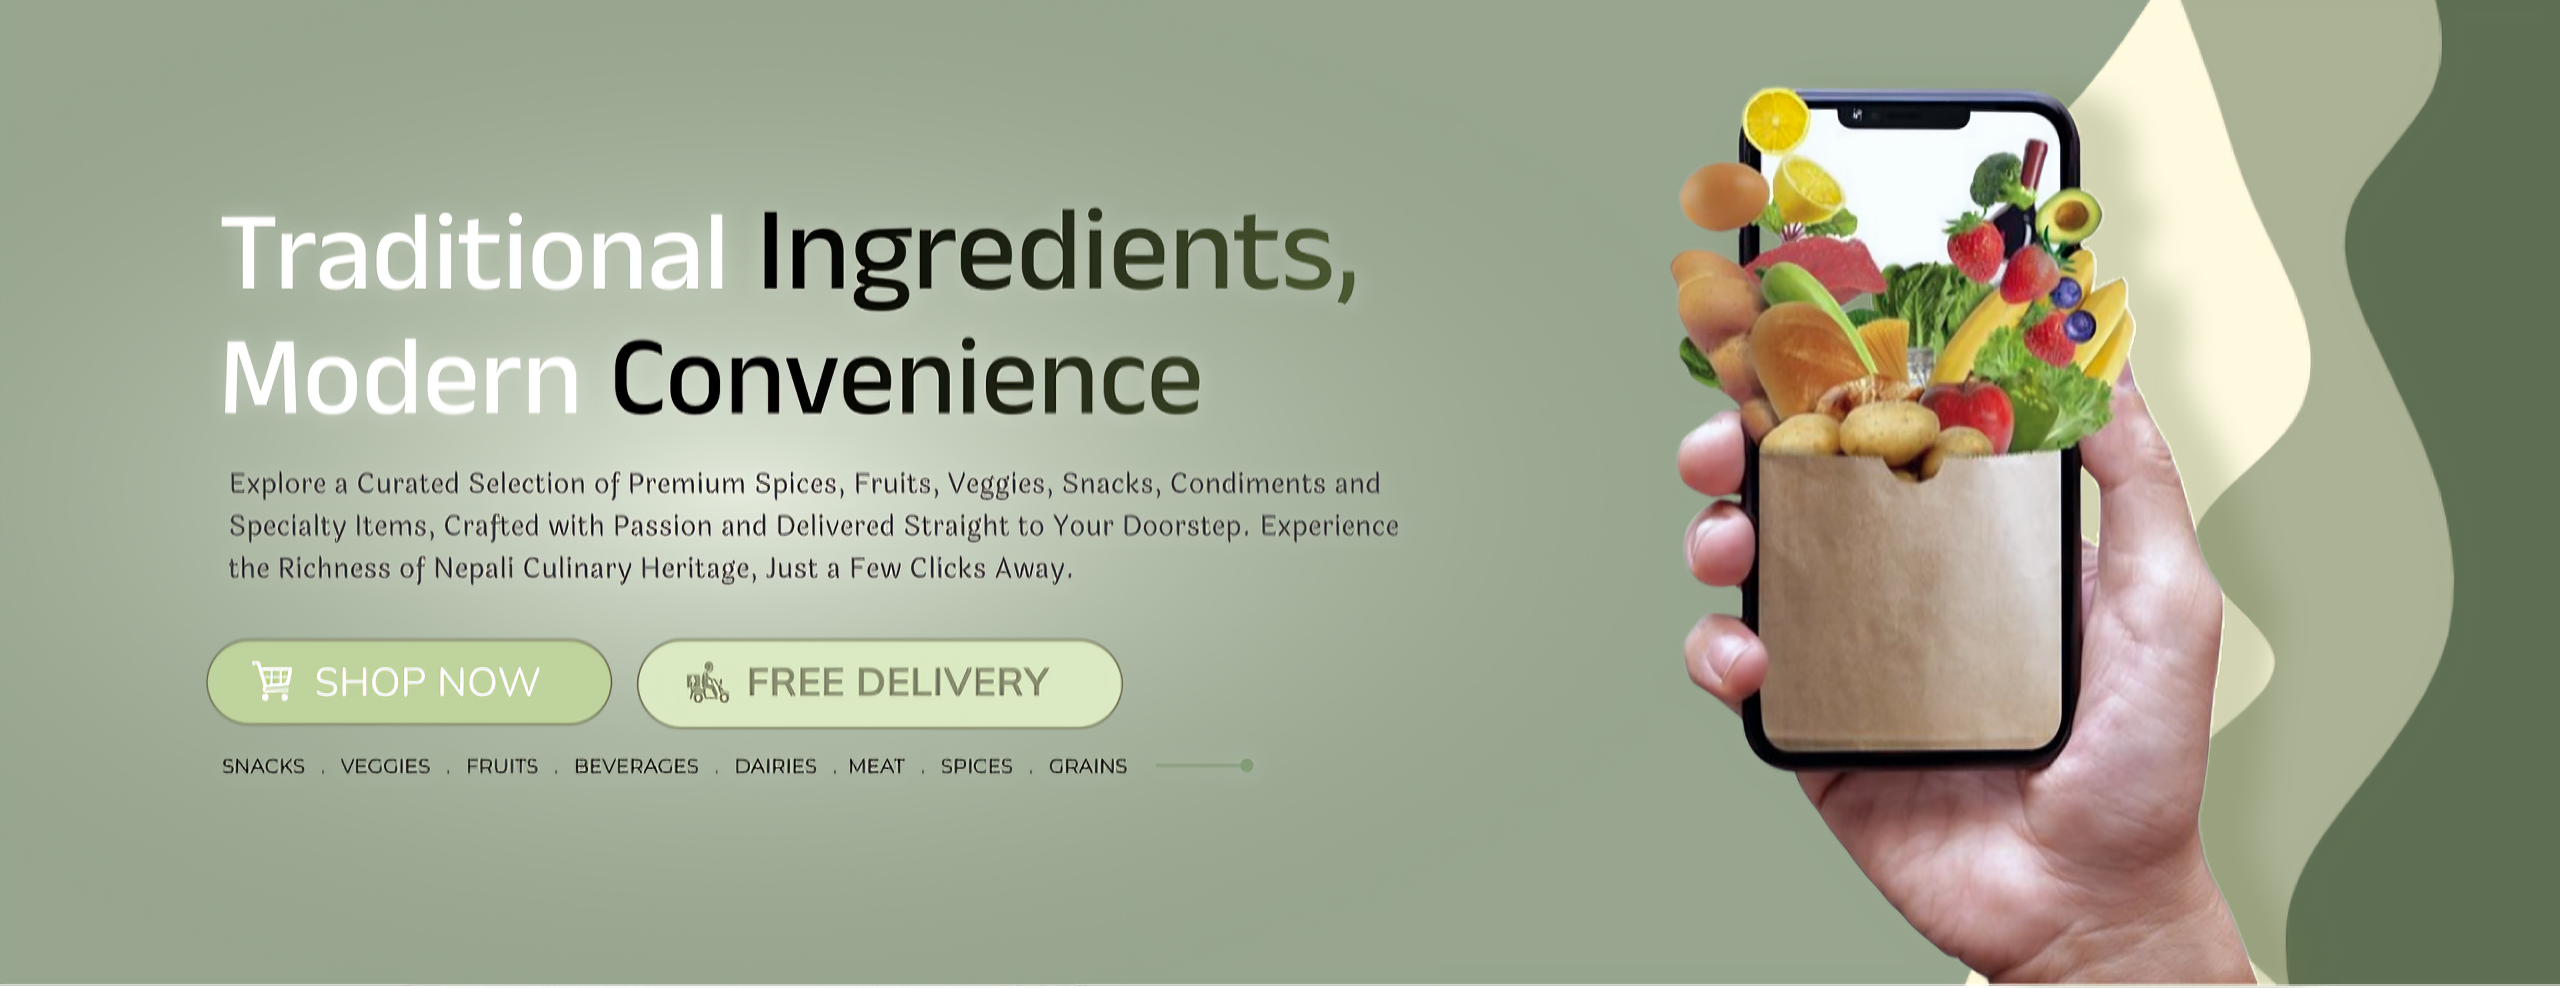 Traditional Ingredients,
Modern Convenience
Explore a Curated Selection of Premium Spices, Fruits, Veggies, Snacks, Condiments and
Specialty Items, Crafted with Passion and Delivered Straight to Your Doorstep. Experience
the Richness of Nepali Culinary Heritage, Just a Few Clicks Away.
SHOP NOW
FREE DELIVERY
SNACKS . VEGGIES . FRUITS . BEVERAGES . DAIRIES . MEAT . SPICES . GRAINS